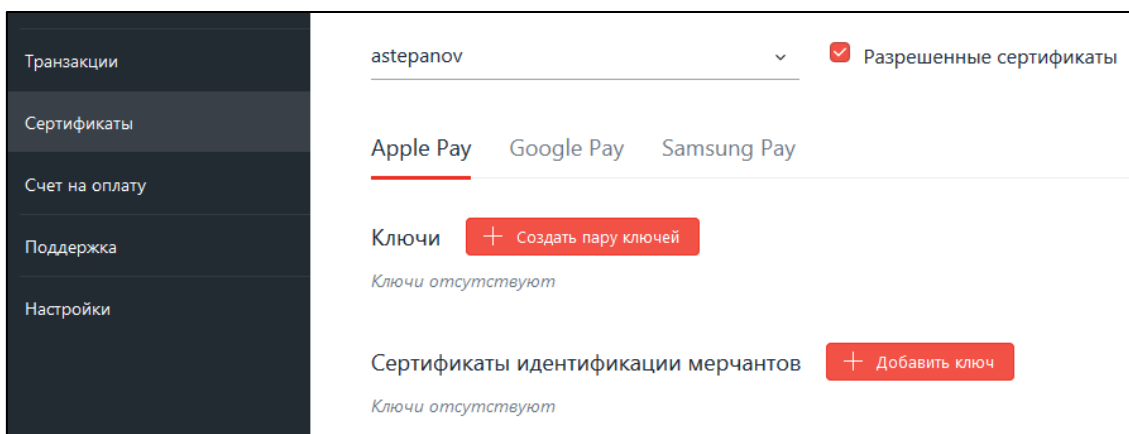 Транзакции
Сертификаты
Счет на оплату
Поддержка
Настройки
astepanov
Разрешенные сертификаты
Apple Pay Google Pay Samsung Pay
Ключи + Создать пару ключей
Ключи отсутствуют
Сертификаты идентификации мерчантов + Добавить ключ
Ключи отсутствуют